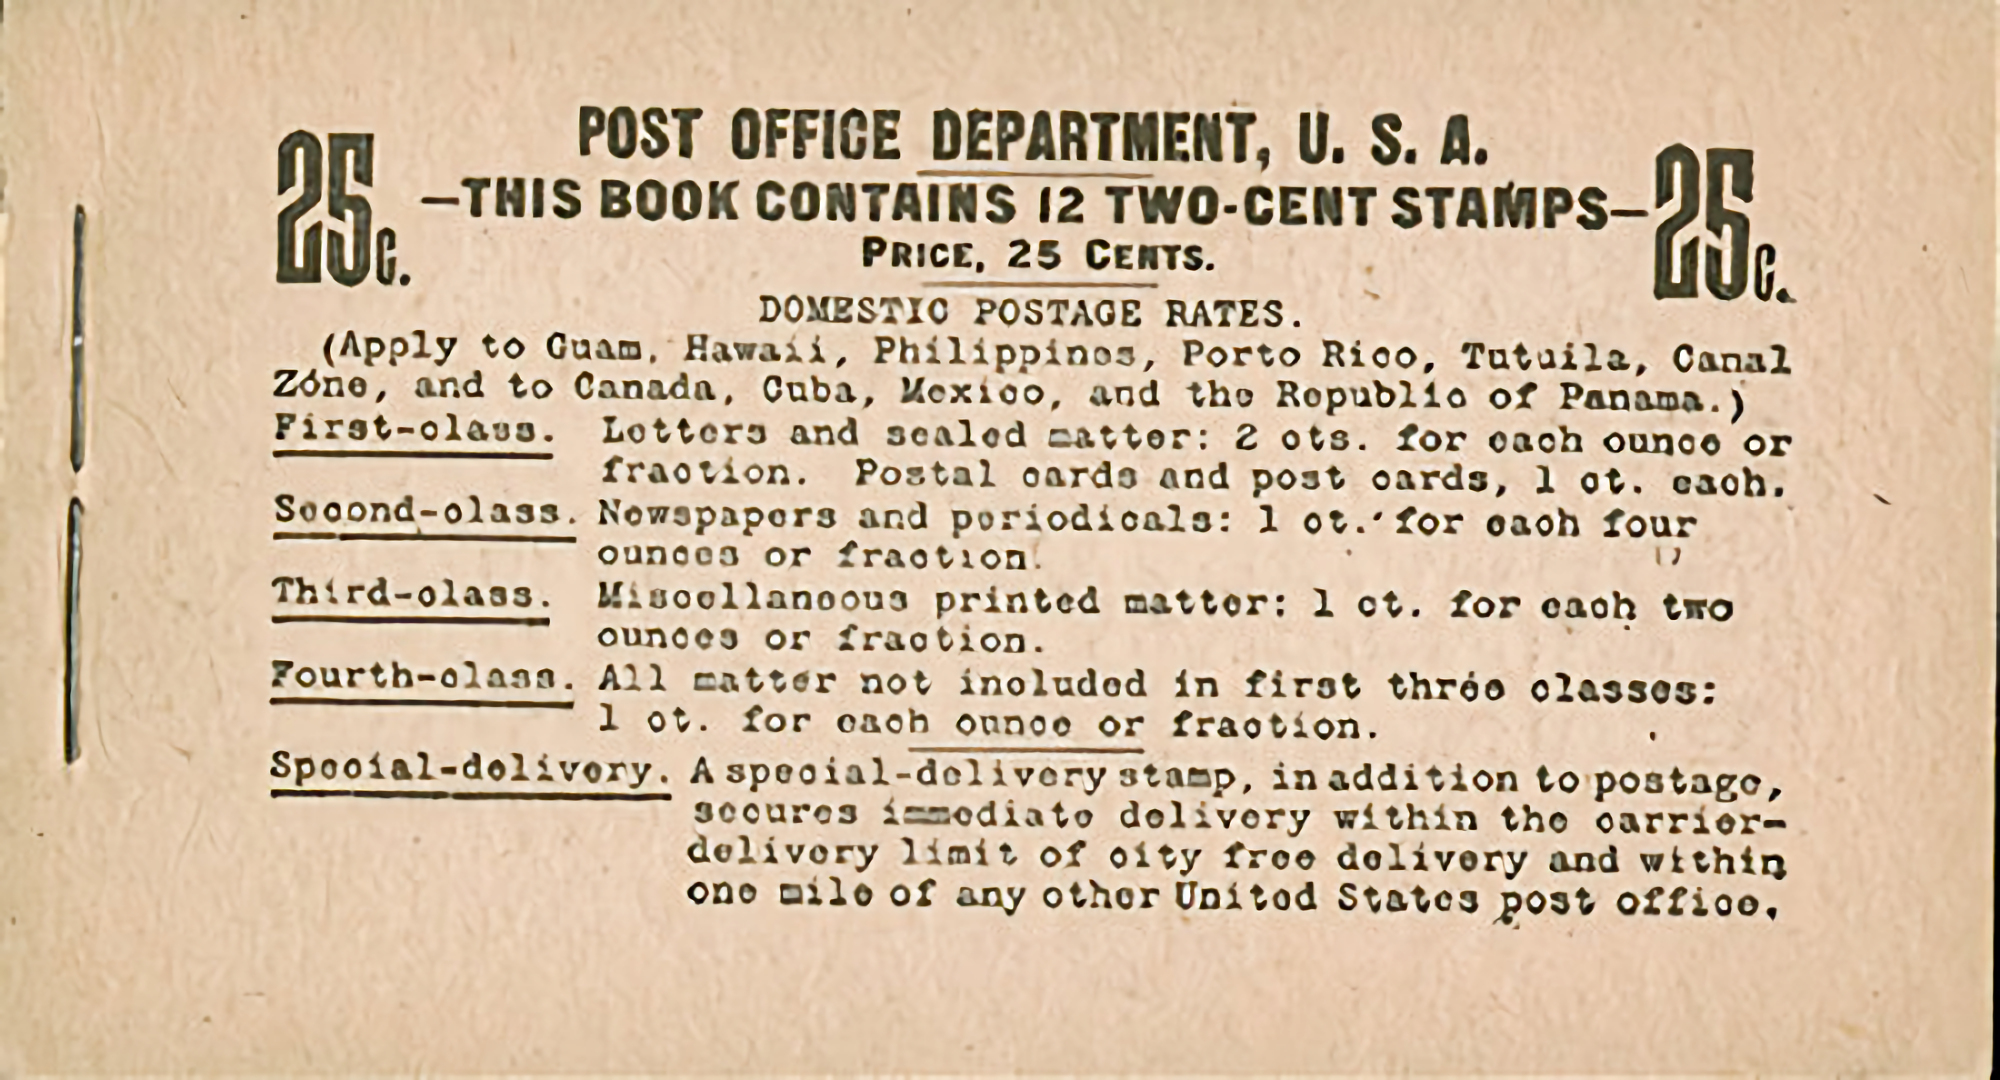 POST OFFICE DEPARTMENT, U. S. A.
25c. —THIS BOOK CONTAINS 12 TWO-CENT STAMPS— 25c.
PRICE, 25 CENTS.
DOMESTIC POSTAGE RATES.
(Apply to Guam, Hawaii, Philippines, Porto Rico, Tutuila, Canal
Zone, and to Canada, Cuba, Mexico, and the Republic of Panama.)
First-class. Letters and sealed matter: 2 cts. for each ounce or
fraction. Postal cards and post cards, 1 ct. each.
Second-class. Newspapers and periodicals: 1 ct. for each four
ounces or fraction.
Third-class. Miscellaneous printed matter: 1 ct. for each two
ounces or fraction.
Fourth-class. All matter not included in first three classes:
1 ct. for each ounce or fraction.
Special-delivery. A special-delivery stamp, in addition to postage,
secures immediate delivery within the carrier-
delivery limit of city free delivery and within
one mile of any other United States post office.